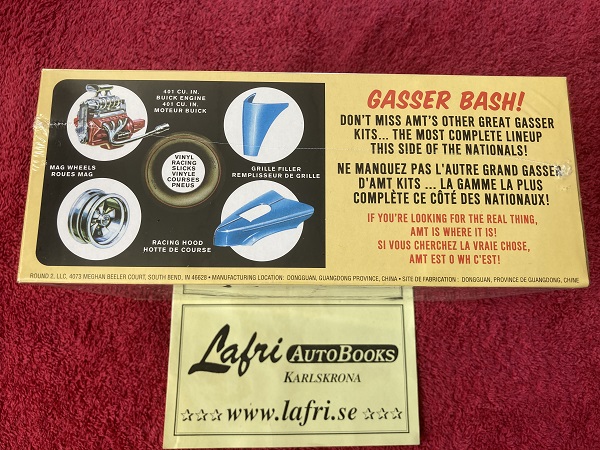 401 CU. IN.
BUICK ENGINE
401 CU. IN.
MOTEUR BUICK
MAG WHEELS
ROUES MAG
VINYL
RACING
SLICKS
VINYLE
COURSES
PNEUS
GRILLE FILLER
REMPLISSEUR DE GRILLE
RACING HOOD
HOTTE DE COURSE
GASSER BASH!
DON'T MISS AMT'S OTHER GREAT GASSER
KITS... THE MOST COMPLETE LINEUP
THIS SIDE OF THE NATIONALS!
NE MANQUEZ PAS L'AUTRE GRAND GASSER
D'AMT KITS ... LA GAMME LA PLUS
COMPLÈTE CE CÔTÉ DES NATIONAUX!
IF YOU'RE LOOKING FOR THE REAL THING,
AMT IS WHERE IT IS!
SI VOUS CHERCHEZ LA VRAIE CHOSE,
AMT EST O WH C'EST!
ROUND 2, LLC. 4073 MEGHAN BEELER COURT, SOUTH BEND, IN 46628 • MANUFACTURING LOCATION: DONGGUAN, GUANGDONG PROVINCE, CHINA • SITE DE FABRICATION : DONGGUAN, PROVINCE DE GUANGDONG, CHINE
Lafri AUTOBOOKS
KARLSKRONA
www.lafri.se